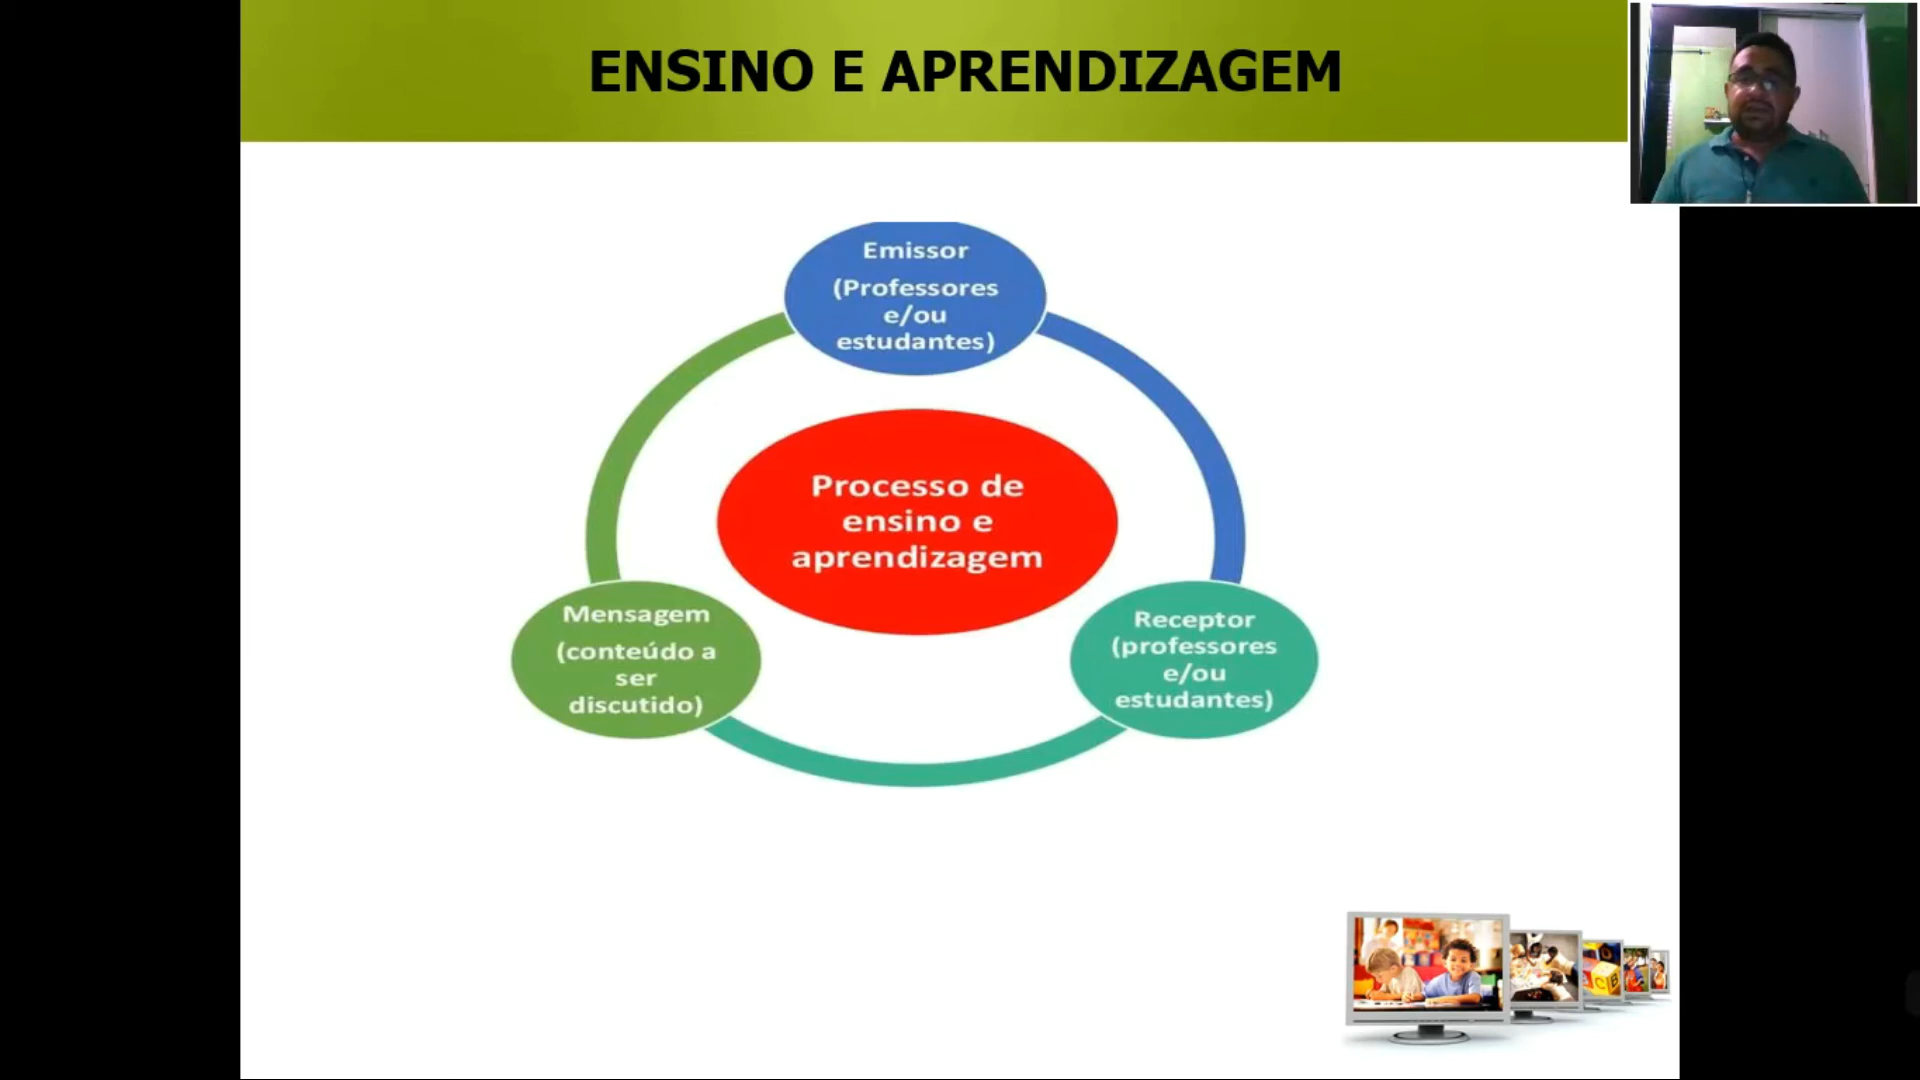 ENSINO E APRENDIZAGEM
Emissor
(Professores
e/ou
estudantes)
Processo de
ensino e
aprendizagem
Mensagem
(conteúdo a
ser
discutido)
Receptor
(professores
e/ou
estudantes)
C B